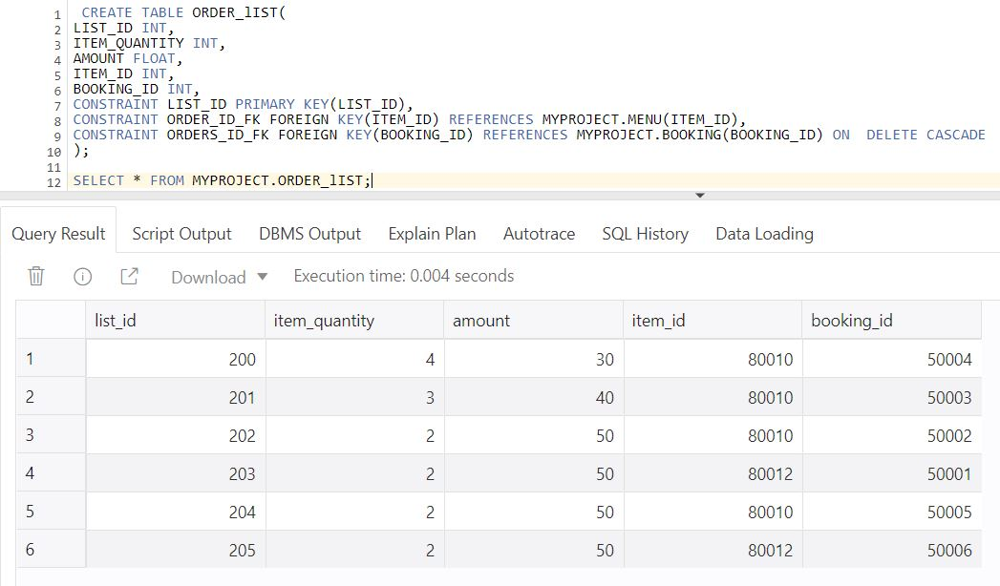 1 CREATE TABLE ORDER_lIST(
2 LIST_ID INT,
3 ITEM_QUANTITY INT,
4 AMOUNT FLOAT,
5 ITEM_ID INT,
6 BOOKING_ID INT,
7 CONSTRAINT LIST_ID PRIMARY KEY(LIST_ID),
8 CONSTRAINT ORDER_ID_FK FOREIGN KEY(ITEM_ID) REFERENCES MYPROJECT.MENU(ITEM_ID),
9 CONSTRAINT ORDERS_ID_FK FOREIGN KEY(BOOKING_ID) REFERENCES MYPROJECT.BOOKING(BOOKING_ID) ON  DELETE CASCADE
10 );
11
12 SELECT * FROM MYPROJECT.ORDER_lIST;
Query Result Script Output DBMS Output Explain Plan Autotrace SQL History Data Loading
Download Execution time: 0.004 seconds
list_id item_quantity amount item_id booking_id
1 200 4 30 80010 50004
2 201 3 40 80010 50003
3 202 2 50 80010 50002
4 203 2 50 80012 50001
5 204 2 50 80010 50005
6 205 2 50 80012 50006